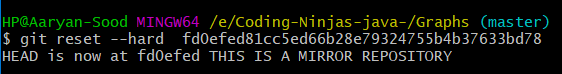 HP@Aaryan-Sood MINGW64 /e/Coding-Ninjas-java-/Graphs (master)
$ git reset --hard  fd0efed81cc5ed66b28e79324755b4b37633bd78
HEAD is now at fd0efed THIS IS A MIRROR REPOSITORY